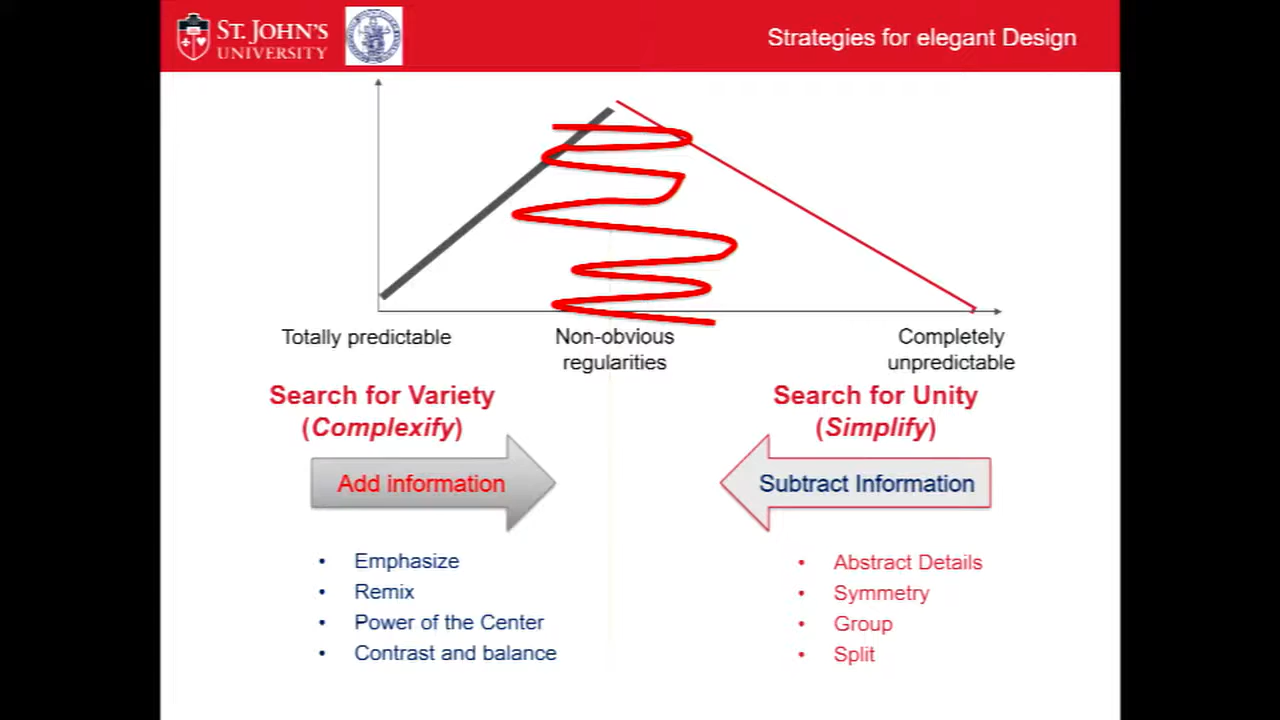 ST. JOHN'S
UNIVERSITY
Strategies for elegant Design
Totally predictable
Non-obvious
regularities
Completely
unpredictable
Search for Variety
(Complexify)
Search for Unity
(Simplify)
Add information
Subtract Information
• Emphasize
• Remix
• Power of the Center
• Contrast and balance
• Abstract Details
• Symmetry
• Group
• Split